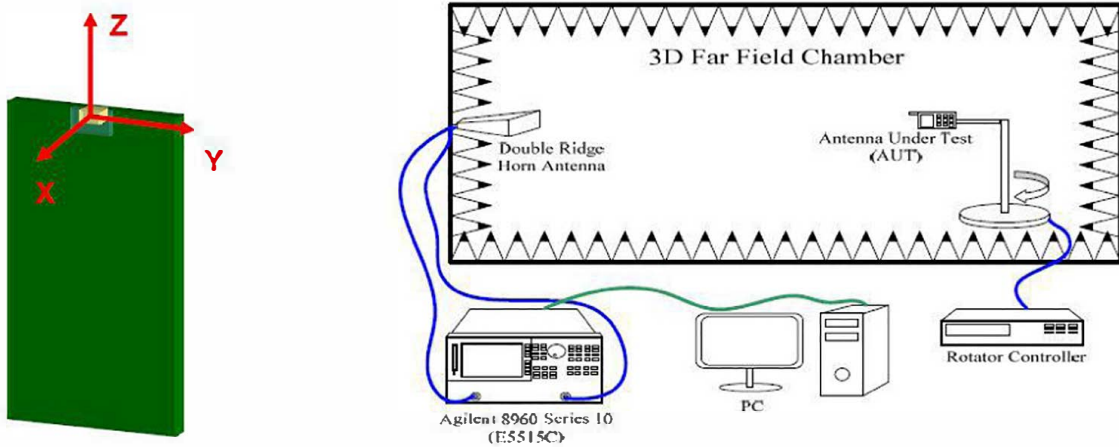 Z
Y
X
3D Far Field Chamber
Double Ridge
Horn Antenna
Antenna Under Test
(AUT)
Agilent 8960 Series 10
(E5515C)
PC
Rotator Controller